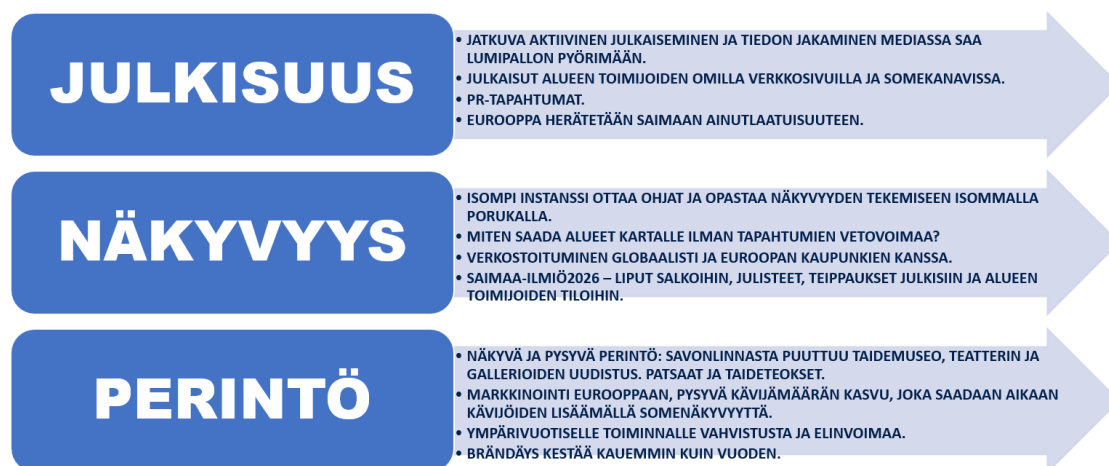 JULKISUUS
• JATKUVA AKTIIVINEN JULKAISEMINEN JA TIEDON JAKAMINEN MEDIASSA SAA
LUMIPALLON PYÖRIMÄÄN.
• JULKAISUT ALUEEN TOIMIJOIDEN OMILLA VERKKOSIVUILLA JA SOMEKANAVISSA.
• PR-TAPAHTUMAT.
• EUROOPPA HERÄTETÄÄN SAIMAAN AINUTLAATUISUUTEEN.
NÄKYVYYS
• ISOMPI INSTANSSI OTTAA OHJAT JA OPASTAA NÄKYVYYDEN TEKEMISEEN ISOMMALLA
PORUKALLA.
• MITEN SAADA ALUEET KARTALLE ILMAN TAPAHTUMIEN VETOVOIMAA?
• VERKOSTOITUMINEN GLOBAALISTI JA EUROOPAN KAUPUNKIEN KANSSA.
• SAIMAA-ILMIÖ2026 – LIPUT SALKOIHIN, JULISTEET, TEIPPAUKSET JULKISIIN JA ALUEEN
TOIMIJOIDEN TILOIHIN.
PERINTÖ
• NÄKYVÄ JA PYSYVÄ PERINTÖ: SAVONLINNASTA PUUTTUU TAIDEMUSEO, TEATTERIN JA
GALLERIOIDEN UUDISTUS. PATSAAT JA TAIDETEOKSET.
• MARKKINOINTI EUROOPPAAN, PYSYVÄ KÄVIJÄMÄÄRÄN KASVU, JOKA SAADAAN AIKAAN
KÄVIJÖIDEN LISÄÄMÄLLÄ SOMENÄKYVYYTTÄ.
• YMPÄRIVUOTISELLE TOIMINNALLE VAHVISTUSTA JA ELINVOIMAA.
• BRÄNDÄYS KESTÄÄ KAUEMMIN KUIN VUODEN.